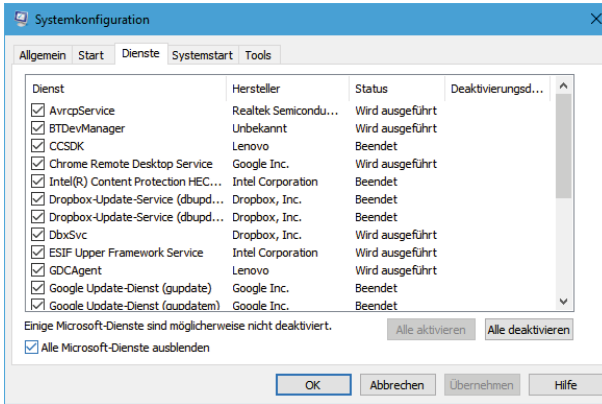 Systemkonfiguration
Allgemein Start Dienste Systemstart Tools
Dienst Hersteller Status Deaktivierungsd...
AvrcpService Realtek Semicondu... Wird ausgeführt
BTDevManager Unbekannt Wird ausgeführt
CCSDK Lenovo Beendet
Chrome Remote Desktop Service Google Inc. Wird ausgeführt
Intel(R) Content Protection HEC... Intel Corporation Beendet
Dropbox-Update-Service (dbupd... Dropbox, Inc. Beendet
Dropbox-Update-Service (dbupd... Dropbox, Inc. Beendet
DbxSvc Dropbox, Inc. Wird ausgeführt
ESIF Upper Framework Service Intel Corporation Wird ausgeführt
GDCAgent Lenovo Wird ausgeführt
Google Update-Dienst (gupdate) Google Inc. Beendet
Google Update-Dienst (gupdatem) Google Inc. Beendet
Einige Microsoft-Dienste sind möglicherweise nicht deaktiviert. Alle aktivieren Alle deaktivieren
Alle Microsoft-Dienste ausblenden
OK Abbrechen Übernehmen Hilfe